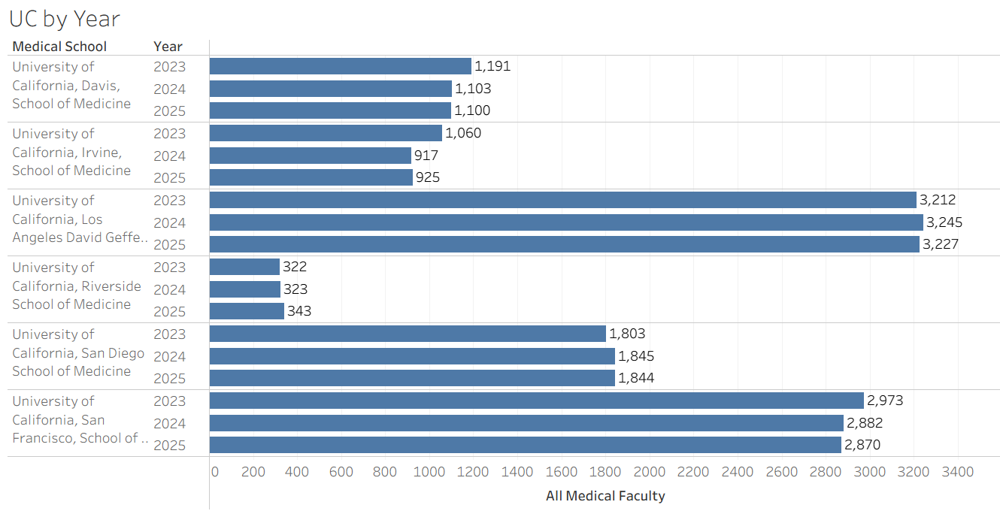 UC by Year
Medical School Year
University of California, Davis, School of Medicine
2023 1,191
2024 1,103
2025 1,100
University of California, Irvine, School of Medicine
2023 1,060
2024 917
2025 925
University of California, Los Angeles David Geffe..
2023 3,212
2024 3,245
2025 3,227
University of California, Riverside School of Medicine
2023 322
2024 323
2025 343
University of California, San Diego School of Medicine
2023 1,803
2024 1,845
2025 1,844
University of California, San Francisco, School of ..
2023 2,973
2024 2,882
2025 2,870
0 200 400 600 800 1000 1200 1400 1600 1800 2000 2200 2400 2600 2800 3000 3200 3400
All Medical Faculty